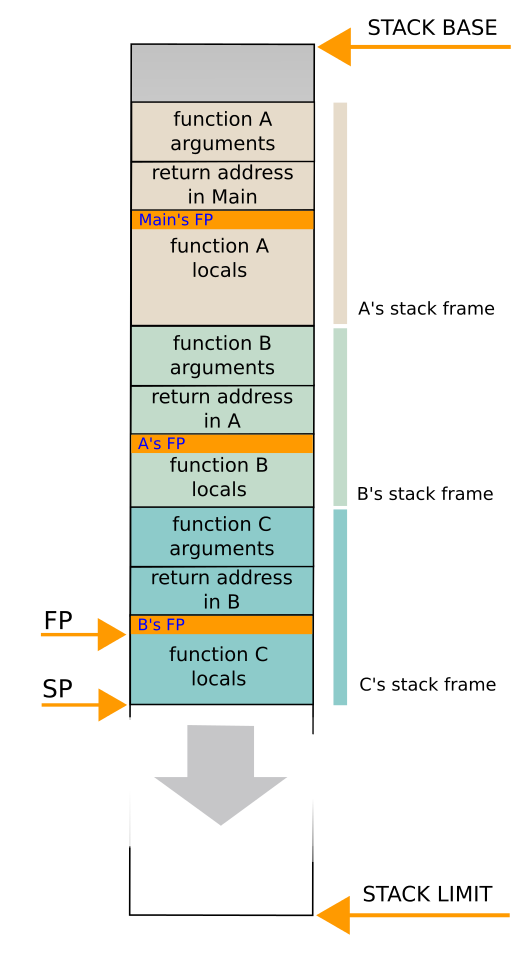 STACK BASE
function A
arguments
return address
in Main
Main's FP
function A
locals
A's stack frame
function B
arguments
return address
in A
A's FP
function B
locals
B's stack frame
function C
arguments
return address
in B
FP
B's FP
function C
locals
SP
C's stack frame
STACK LIMIT